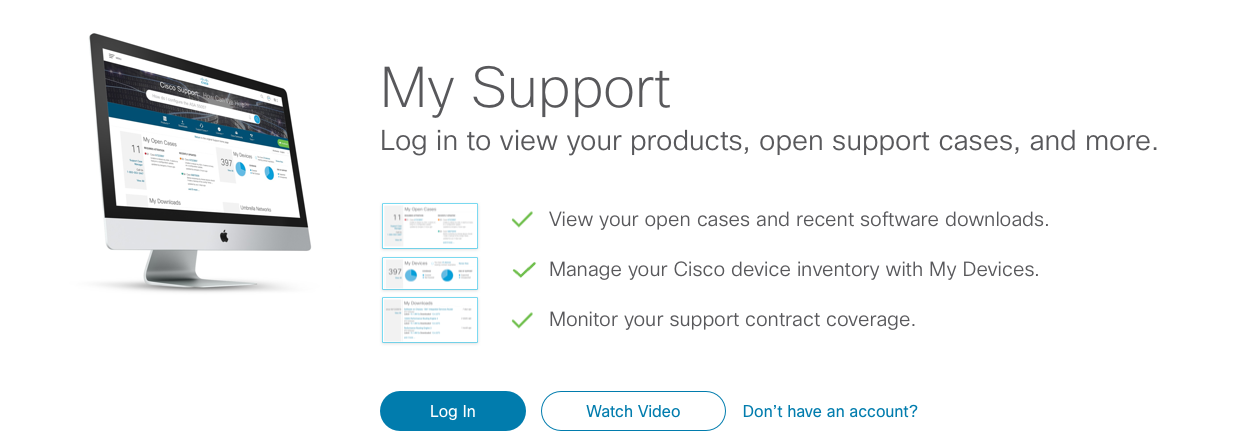 Cisco Support
My Open Cases
11
My Devices
397
My Downloads
Umbrella Networks
My Support
Log in to view your products, open support cases, and more.
My Open Cases
11
View your open cases and recent software downloads.
My Devices
397
Manage your Cisco device inventory with My Devices.
My Downloads
Monitor your support contract coverage.
Log In
Watch Video
Don't have an account?